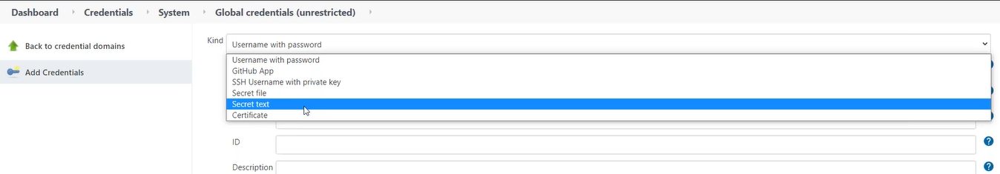 Dashboard Credentials System Global credentials (unrestricted)
Back to credential domains
Add Credentials
Kind Username with password
Username with password
GitHub App
SSH Username with private key
Secret file
Secret text
Certificate
ID
Description